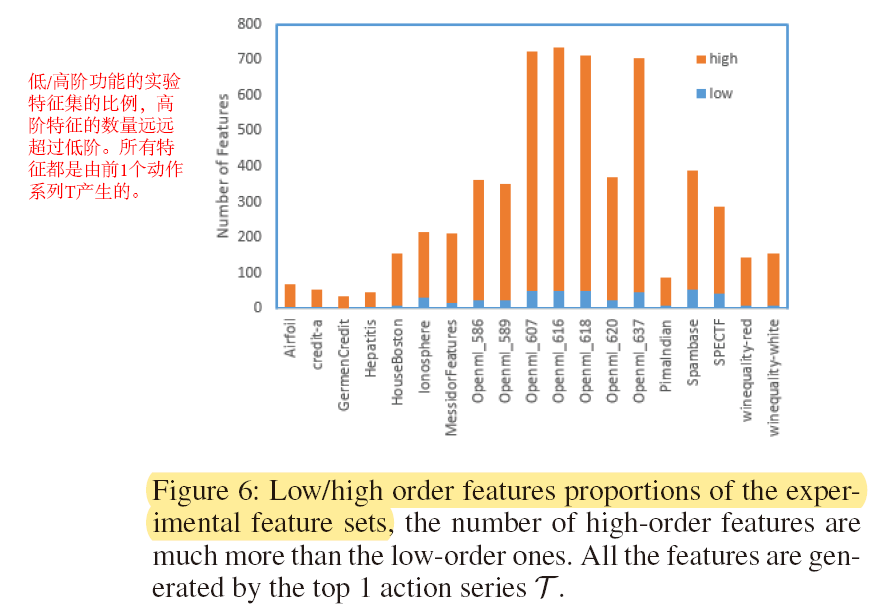 低/高阶功能的实验
特征集的比例，高
阶特征的数量远远
超过低阶。所有特
征都是由前1个动作
系列T产生的。
Number of Features
800
700
600
500
400
300
200
100
0
high
low
Airfoil
credit-a
GermenCredit
Hepatitis
HouseBoston
Ionosphere
MessidorFeatures
Openml_586
Openml_589
Openml_607
Openml_616
Openml_618
Openml_620
Openml_637
PimaIndian
Spambase
SPECTF
winequality-red
winequality-white
Figure 6: Low/high order features proportions of the exper-
imental feature sets, the number of high-order features are
much more than the low-order ones. All the features are gen-
erated by the top 1 action series 𝒯.